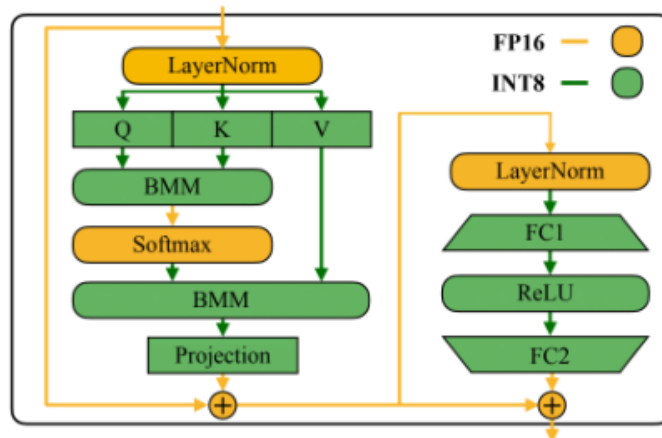 FP16
INT8
LayerNorm
Q K V
BMM
Softmax
BMM
Projection
LayerNorm
FC1
ReLU
FC2